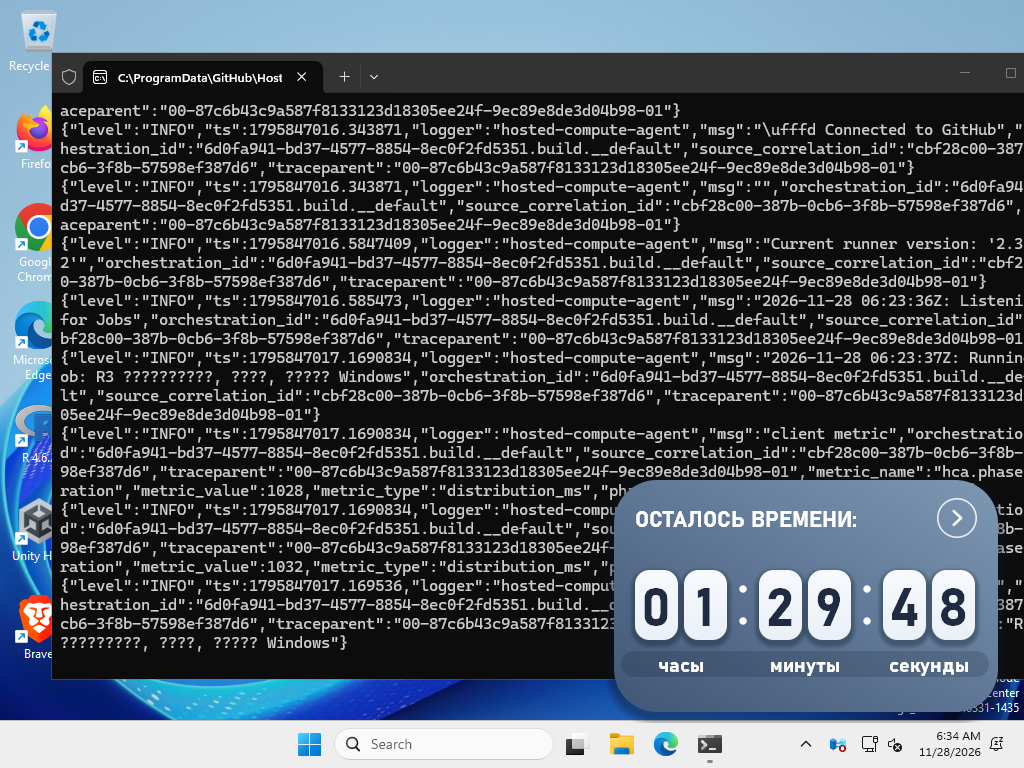 Recycle
C:\ProgramData\GitHub\Host
aceparent":"00-87c6b43c9a587f8133123d18305ee24f-9ec89e8de3d04b98-01"}
{"level":"INFO","ts":1795847016.343871,"logger":"hosted-compute-agent","msg":"\ufffd Connected to GitHub","
hestration_id":"6d0fa941-bd37-4577-8854-8ec0f2fd5351.build.__default","source_correlation_id":"cbf28c00-387
cb6-3f8b-57598ef387d6","traceparent":"00-87c6b43c9a587f8133123d18305ee24f-9ec89e8de3d04b98-01"}
{"level":"INFO","ts":1795847016.343871,"logger":"hosted-compute-agent","msg":"","orchestration_id":"6d0fa94
d37-4577-8854-8ec0f2fd5351.build.__default","source_correlation_id":"cbf28c00-387b-0cb6-3f8b-57598ef387d6",
aceparent":"00-87c6b43c9a587f8133123d18305ee24f-9ec89e8de3d04b98-01"}
{"level":"INFO","ts":1795847016.5847409,"logger":"hosted-compute-agent","msg":"Current runner version: '2.3
2'","orchestration_id":"6d0fa941-bd37-4577-8854-8ec0f2fd5351.build.__default","source_correlation_id":"cbf2
0-387b-0cb6-3f8b-57598ef387d6","traceparent":"00-87c6b43c9a587f8133123d18305ee24f-9ec89e8de3d04b98-01"}
{"level":"INFO","ts":1795847016.585473,"logger":"hosted-compute-agent","msg":"2026-11-28 06:23:36Z: Listeni
for Jobs","orchestration_id":"6d0fa941-bd37-4577-8854-8ec0f2fd5351.build.__default","source_correlation_id"
bf28c00-387b-0cb6-3f8b-57598ef387d6","traceparent":"00-87c6b43c9a587f8133123d18305ee24f-9ec89e8de3d04b98-01
{"level":"INFO","ts":1795847017.1690834,"logger":"hosted-compute-agent","msg":"2026-11-28 06:23:37Z: Runnin
ob: R3 ??????????, ????, ????? Windows","orchestration_id":"6d0fa941-bd37-4577-8854-8ec0f2fd5351.build.__de
lt","source_correlation_id":"cbf28c00-387b-0cb6-3f8b-57598ef387d6","traceparent":"00-87c6b43c9a587f8133123d
05ee24f-9ec89e8de3d04b98-01"}
{"level":"INFO","ts":1795847017.1690834,"logger":"hosted-compute-agent","msg":"client metric","orchestratio
d":"6d0fa941-bd37-4577-8854-8ec0f2fd5351.build.__default","source_correlation_id":"cbf28c00-387b-0cb6-3f8b-
98ef387d6","traceparent":"00-87c6b43c9a587f8133123d18305ee24f-9ec89e8de3d04b98-01","metric_name":"hca.phase
ration","metric_value":1028,"metric_type":"distribution_ms","pha
{"level":"INFO","ts":1795847017.1690834,"logger":"hosted-comp
d":"6d0fa941-bd37-4577-8854-8ec0f2fd5351.build.__default","sou
98ef387d6","traceparent":"00-87c6b43c9a587f8133123d18305ee24f-
ration","metric_value":1032,"metric_type":"distribution_ms","p
{"level":"INFO","ts":1795847017.169536,"logger":"hosted-comput
hestration_id":"6d0fa941-bd37-4577-8854-8ec0f2fd5351.build.__d
cb6-3f8b-57598ef387d6","traceparent":"00-87c6b43c9a587f8133123
?????????, ????, ????? Windows"}
Firefo
Google
Chrom
Microso
Edge
R 4.6.
Unity H
Brave
ОСТАЛОСЬ ВРЕМЕНИ:
01:29:48
часы минуты секунды
Search
6:34 AM
11/28/2026